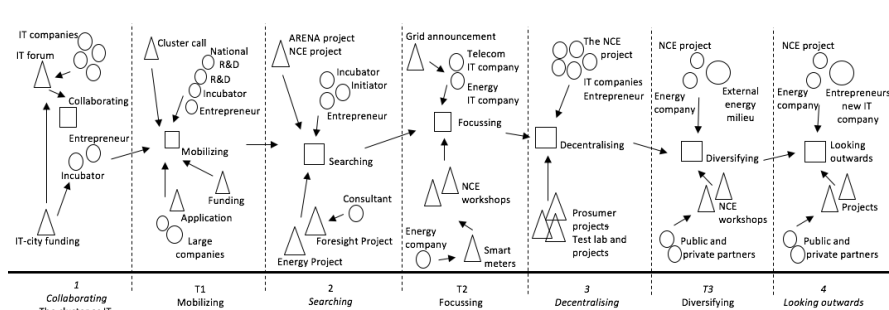 IT companies
IT forum
Collaborating
Entrepreneur
Incubator
IT-city funding
Cluster call
National
R&D
R&D
Incubator
Entrepreneur
Mobilizing
Funding
Application
Large
companies
ARENA project
NCE project
Incubator
Initiator
Entrepreneur
Searching
Consultant
Foresight Project
Energy Project
Grid announcement
Telecom
IT company
Energy
IT company
Focussing
NCE
workshops
Energy
company
Smart
meters
The NCE
project
IT companies
Entrepreneur
Decentralising
Prosumer
projects
Test lab and
projects
NCE project
Energy
company
External
energy
milieu
Diversifying
NCE
workshops
Public and
private partners
NCE project
Energy
company
Entrepreneurs
new IT
company
Looking
outwards
Projects
Public and
private partners
1
Collaborating
T1
Mobilizing
2
Searching
T2
Focussing
3
Decentralising
T3
Diversifying
4
Looking outwards